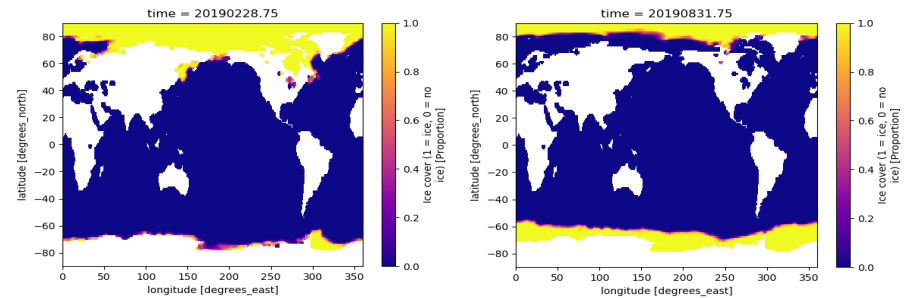 time = 20190228.75
80
60
40
20
0
−20
−40
−60
−80
latitude [degrees_north]
0 50 100 150 200 250 300 350
longitude [degrees_east]
1.0
0.8
0.6
0.4
0.2
0.0
Ice cover (1 = ice, 0 = no
ice) [Proportion]
time = 20190831.75
80
60
40
20
0
−20
−40
−60
−80
latitude [degrees_north]
0 50 100 150 200 250 300 350
longitude [degrees_east]
1.0
0.8
0.6
0.4
0.2
0.0
Ice cover (1 = ice, 0 = no
ice) [Proportion]